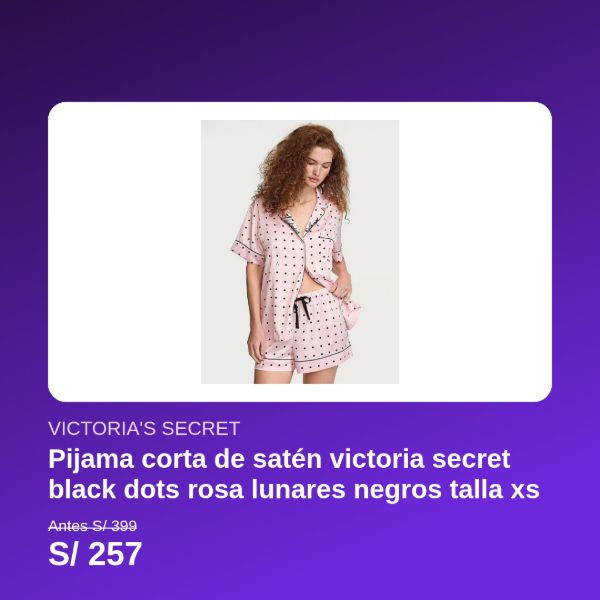 VICTORIA'S SECRET
Pijama corta de satén victoria secret
black dots rosa lunares negros talla xs
Antes S/ 399
S/ 257